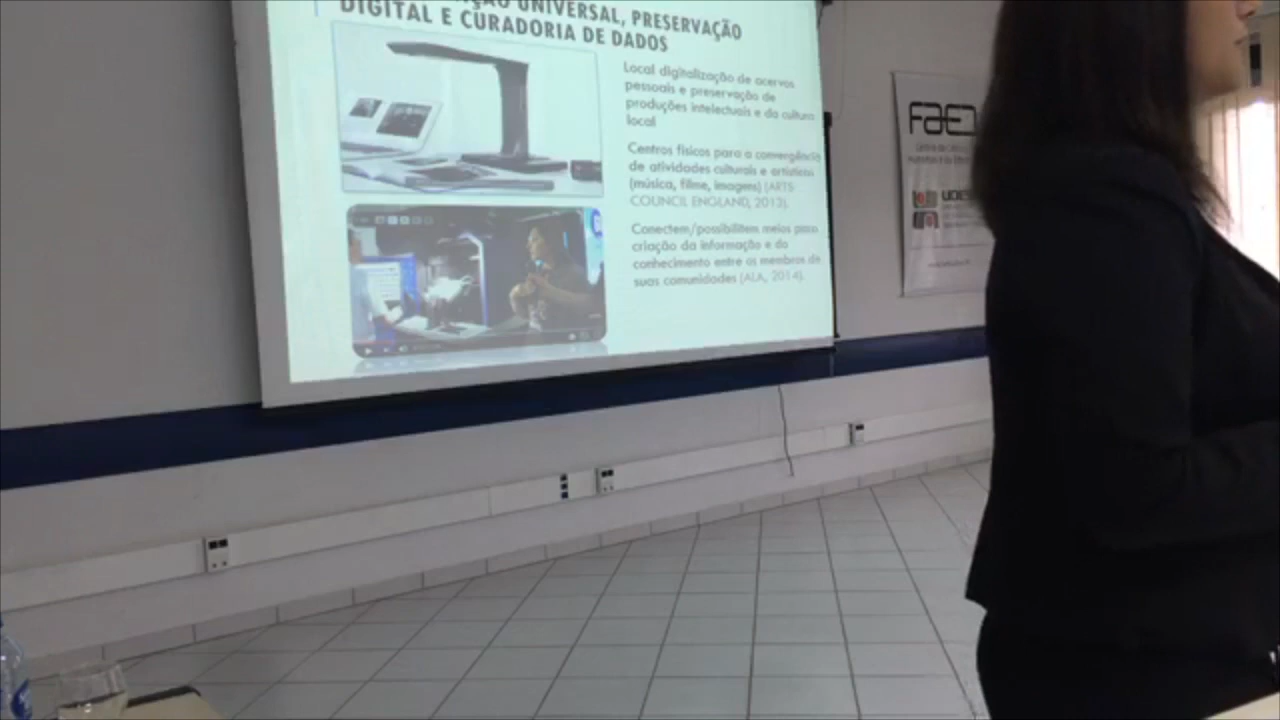 UNIVERSAL, PRESERVAÇÃO
DIGITAL E CURADORIA DE DADOS
Local digitalização de acervos
pessoais e preservação de
produções intelectuais e da cultura
local
Centros físicos para a convergência
de atividades culturais e artísticas
(música, filme, imagens) (ARTS
COUNCIL ENGLAND, 2013).
Conectem/possibilitem meios para
criação da informação e do
conhecimento entre os membros de
suas comunidades (ALA, 2014).